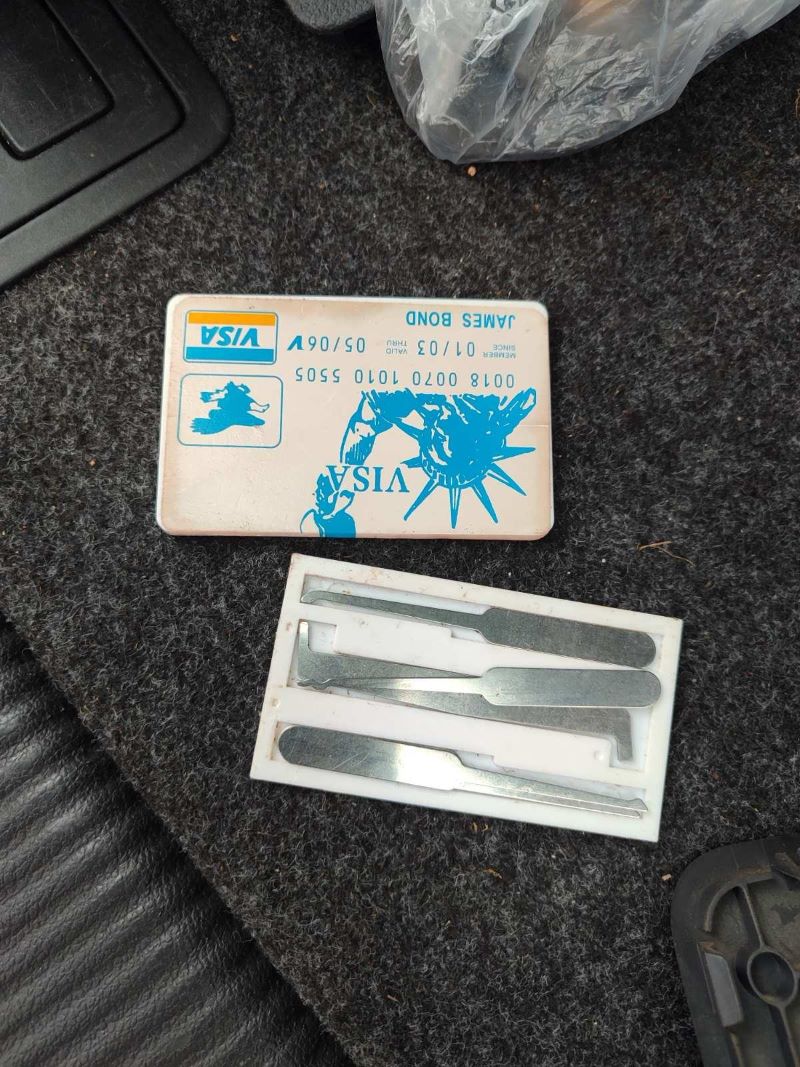 VISA
0018 0070 1010 5505
MEMBER SINCE 01/03 VALID THRU 05/06 V
VISA
JAMES BOND